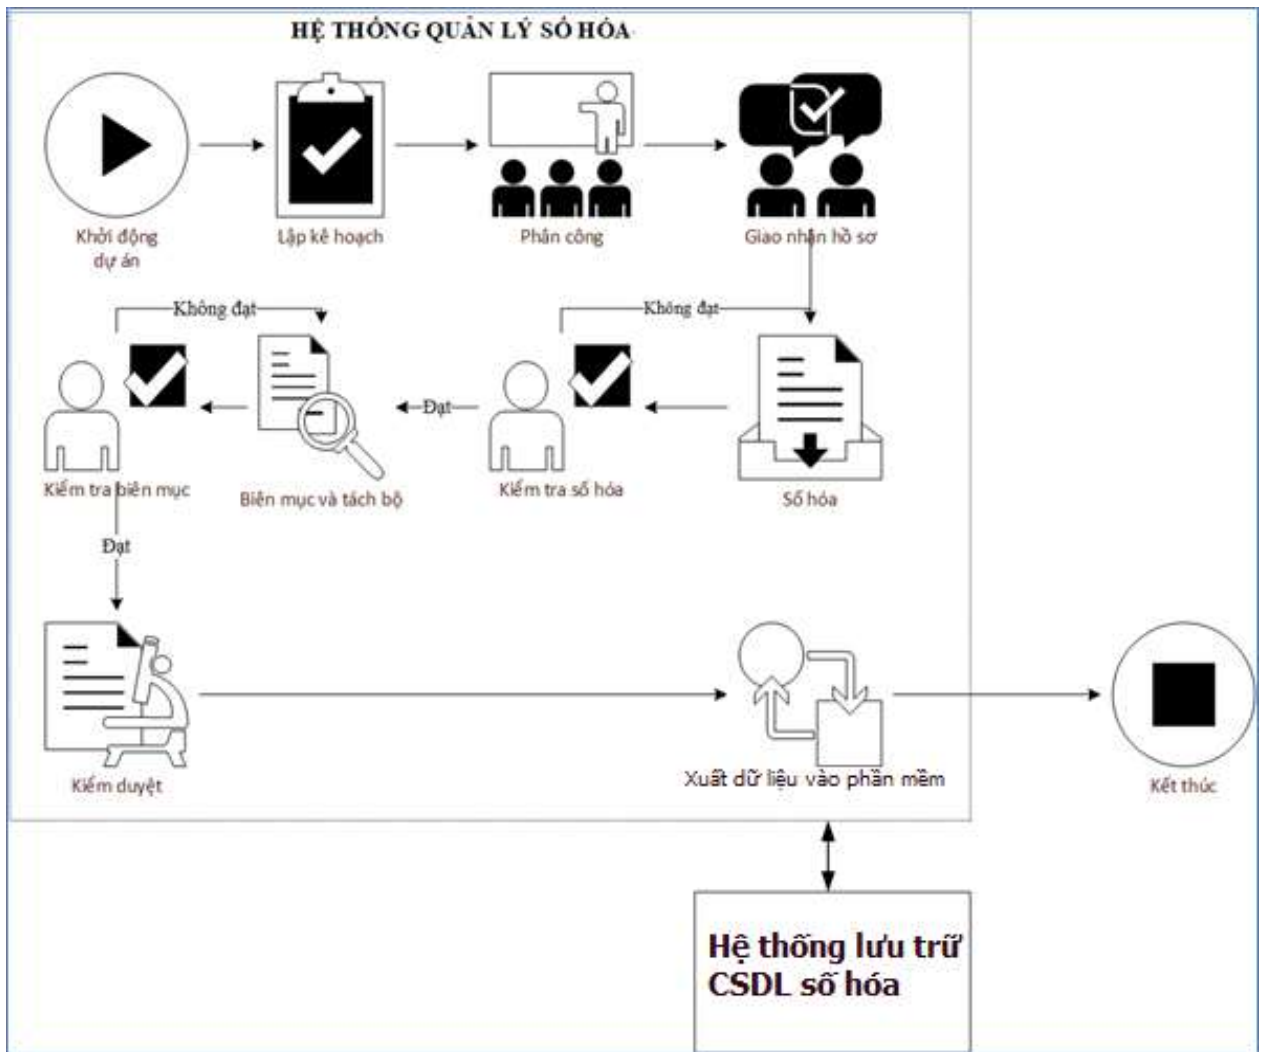 HỆ THỐNG QUẢN LÝ SỐ HÓA
Khởi động
dự án
Lập kế hoạch
Phân công
Giao nhận hồ sơ
Không đạt
Không đạt
Đạt
Kiểm tra biên mục
Biên mục và tách bộ
Kiểm tra số hóa
Số hóa
Đạt
Kiểm duyệt
Xuất dữ liệu vào phần mềm
Kết thúc
Hệ thống lưu trữ
CSDL số hóa